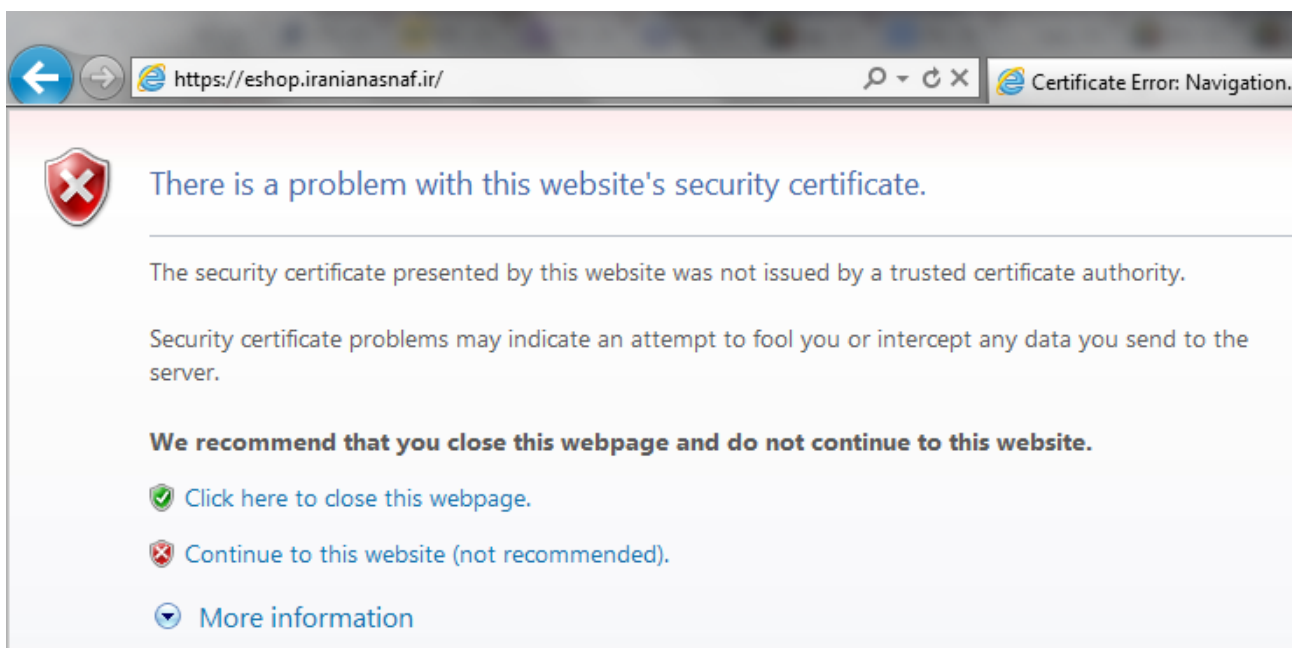 https://eshop.iranianasnaf.ir/
Certificate Error: Navigation.
There is a problem with this website's security certificate.
The security certificate presented by this website was not issued by a trusted certificate authority.
Security certificate problems may indicate an attempt to fool you or intercept any data you send to the
server.
We recommend that you close this webpage and do not continue to this website.
Click here to close this webpage.
Continue to this website (not recommended).
More information